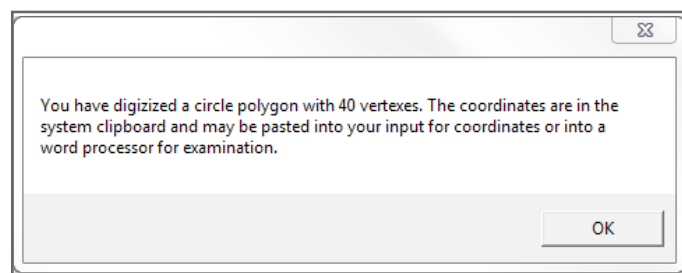 You have digizized a circle polygon with 40 vertexes. The coordinates are in the
system clipboard and may be pasted into your input for coordinates or into a
word processor for examination.
OK